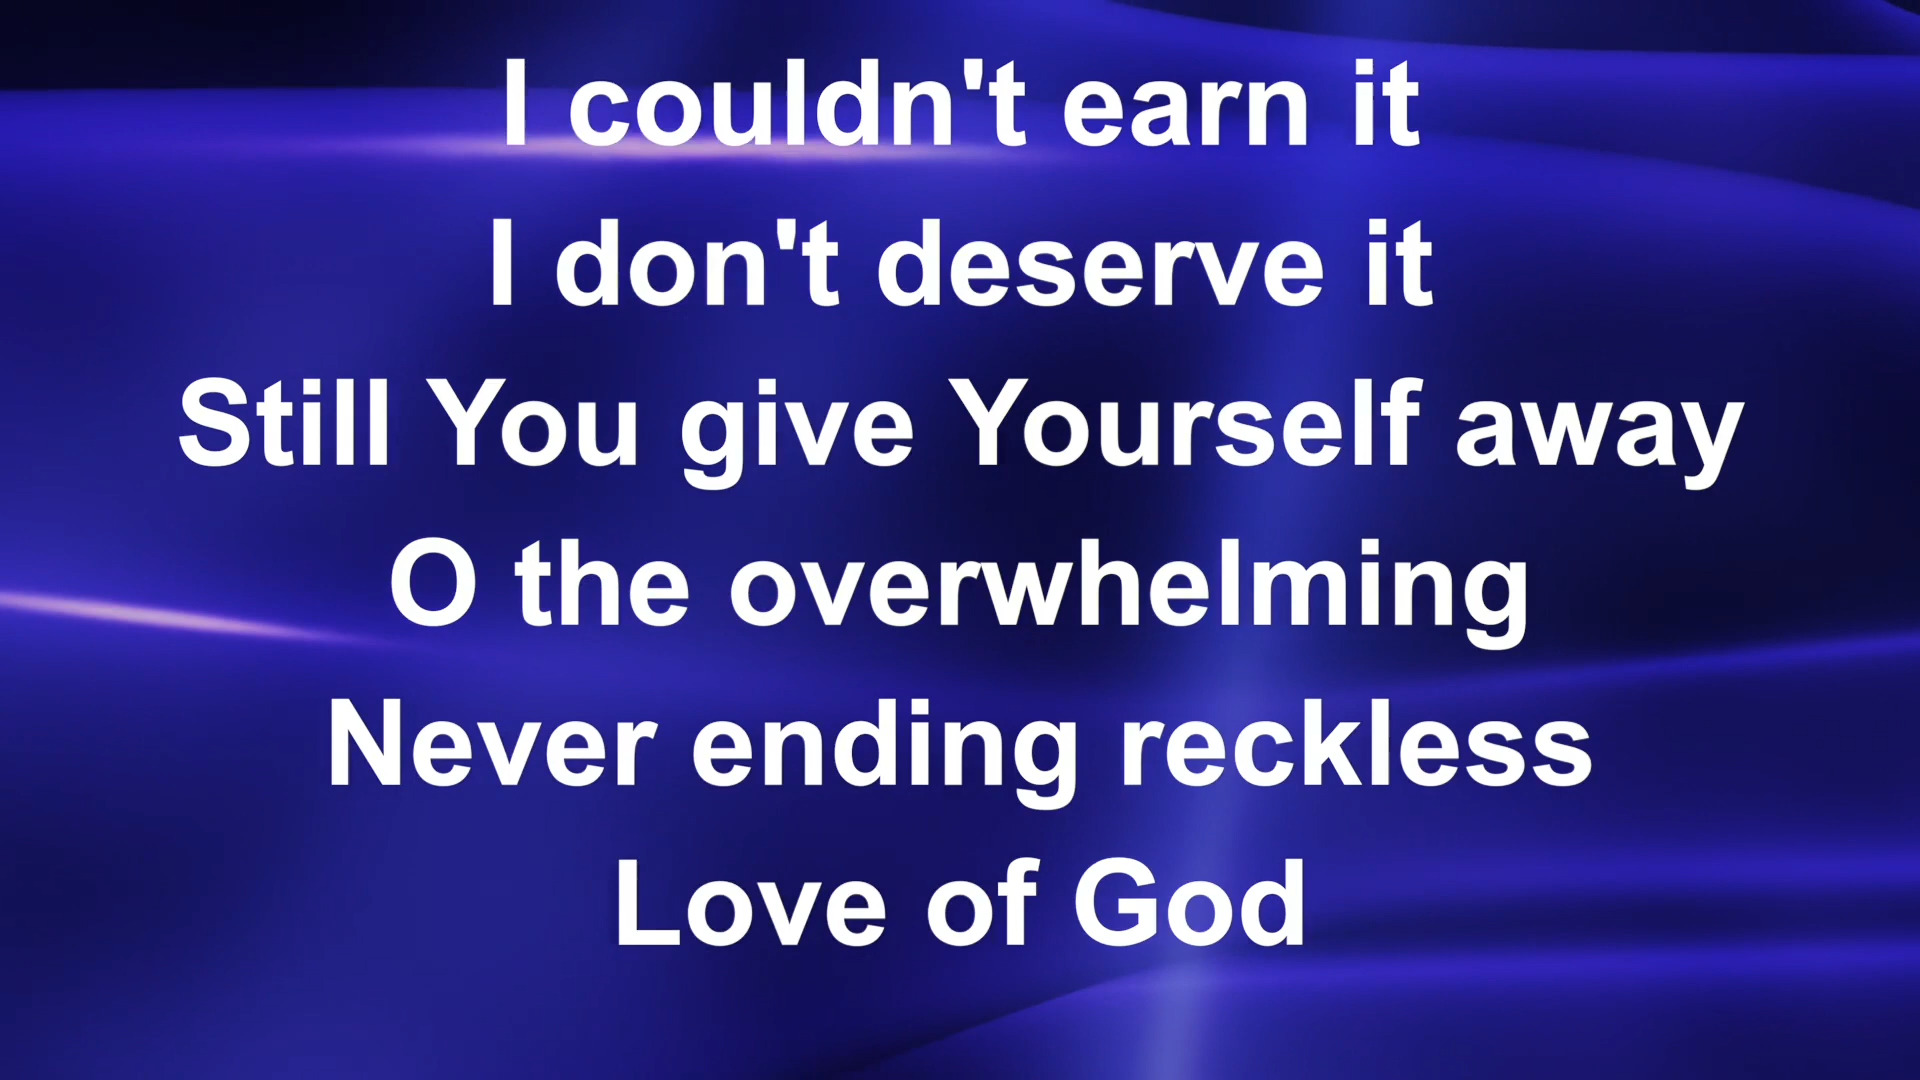 I couldn't earn it
I don't deserve it
Still You give Yourself away
O the overwhelming
Never ending reckless
Love of God